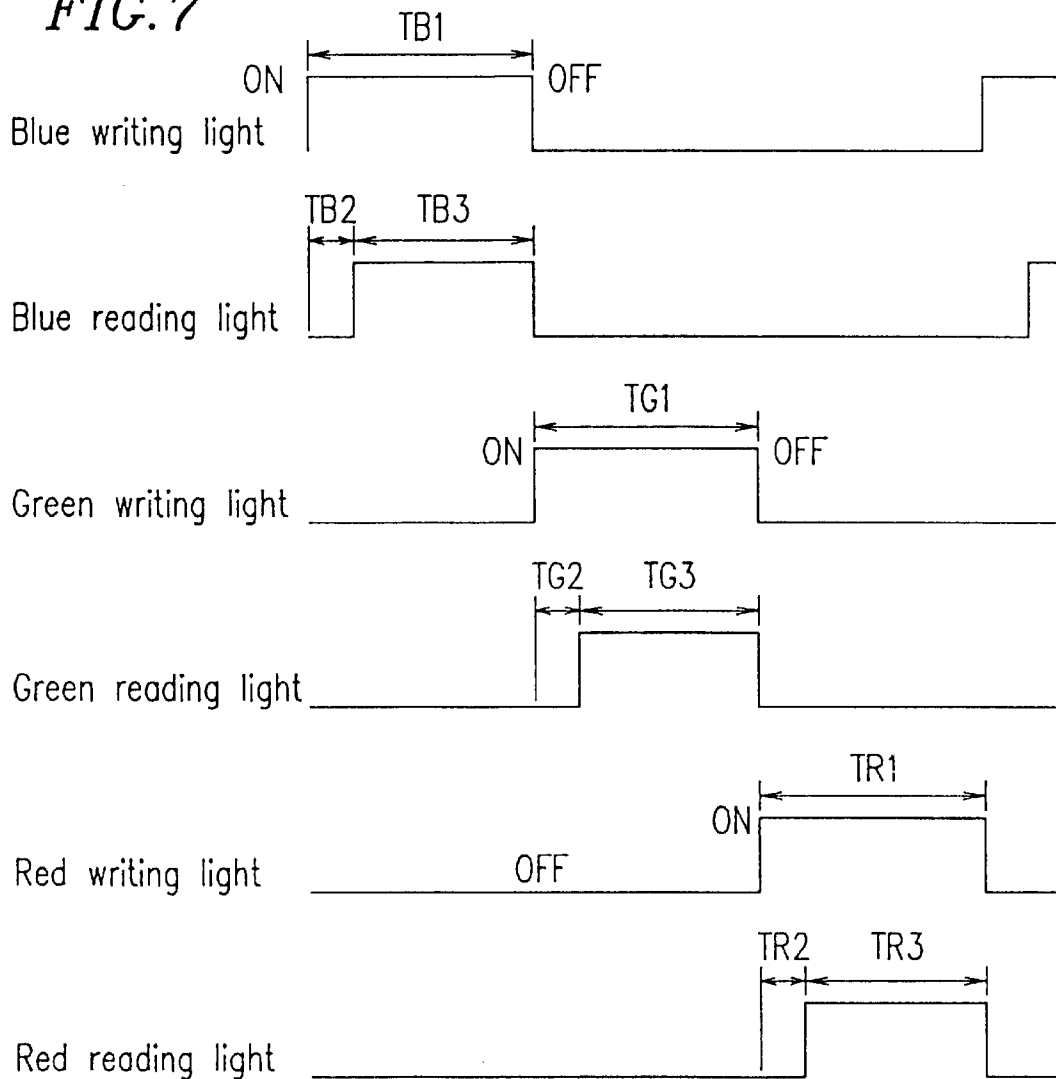 FIG. 7
TB1
ON OFF
Blue writing light
TB2 TB3
Blue reading light
TG1
ON OFF
Green writing light
TG2 TG3
Green reading light
TR1
ON
Red writing light OFF
TR2 TR3
Red reading light